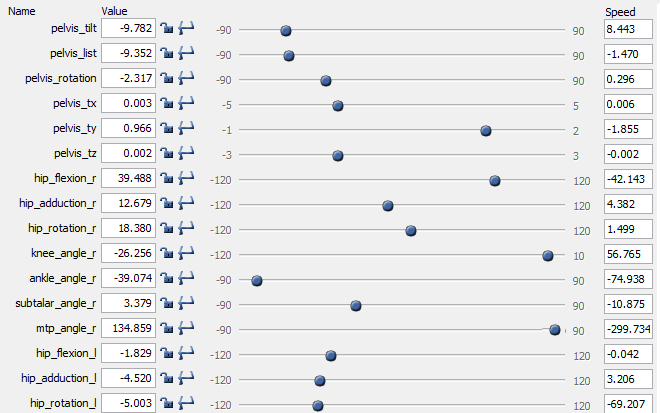 Name Value Speed
pelvis_tilt -9.782 -90 90 8.443
pelvis_list -9.352 -90 90 -1.470
pelvis_rotation -2.317 -90 90 0.296
pelvis_tx 0.003 -5 5 0.006
pelvis_ty 0.966 -1 2 -1.855
pelvis_tz 0.002 -3 3 -0.002
hip_flexion_r 39.488 -120 120 -42.143
hip_adduction_r 12.679 -120 120 4.382
hip_rotation_r 18.380 -120 120 1.499
knee_angle_r -26.256 -120 10 56.765
ankle_angle_r -39.074 -90 90 -74.938
subtalar_angle_r 3.379 -90 90 -10.875
mtp_angle_r 134.859 -90 90 -299.734
hip_flexion_l -1.829 -120 120 -0.042
hip_adduction_l -4.520 -120 120 3.206
hip_rotation_l -5.003 -120 120 -69.207